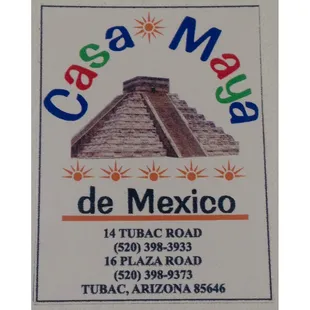 Casa Maya
de Mexico
14 TUBAC ROAD
(520) 398-3933
16 PLAZA ROAD
(520) 398-9373
TUBAC, ARIZONA 85646